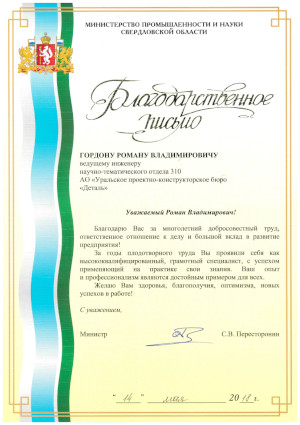 МИНИСТЕРСТВО ПРОМЫШЛЕННОСТИ И НАУКИ
СВЕРДЛОВСКОЙ ОБЛАСТИ
Благодарственное
письмо
ГОРДОНУ РОМАНУ ВЛАДИМИРОВИЧУ
ведущему инженеру
научно-тематического отдела 310
АО «Уральское проектно-конструкторское бюро
«Деталь»
Уважаемый Роман Владимирович!
Благодарю Вас за многолетний добросовестный труд,
ответственное отношение к делу и большой вклад в развитие
предприятия!
За годы плодотворного труда Вы проявили себя как
высококвалифицированный, грамотный специалист, с успехом
применяющий на практике свои знания. Ваш опыт
и профессионализм являются достойным примером для всех.
Желаю Вам здоровья, благополучия, оптимизма, новых
успехов в работе!
С уважением,
Министр С.В. Пересторонин
"14" мая 2018 г.